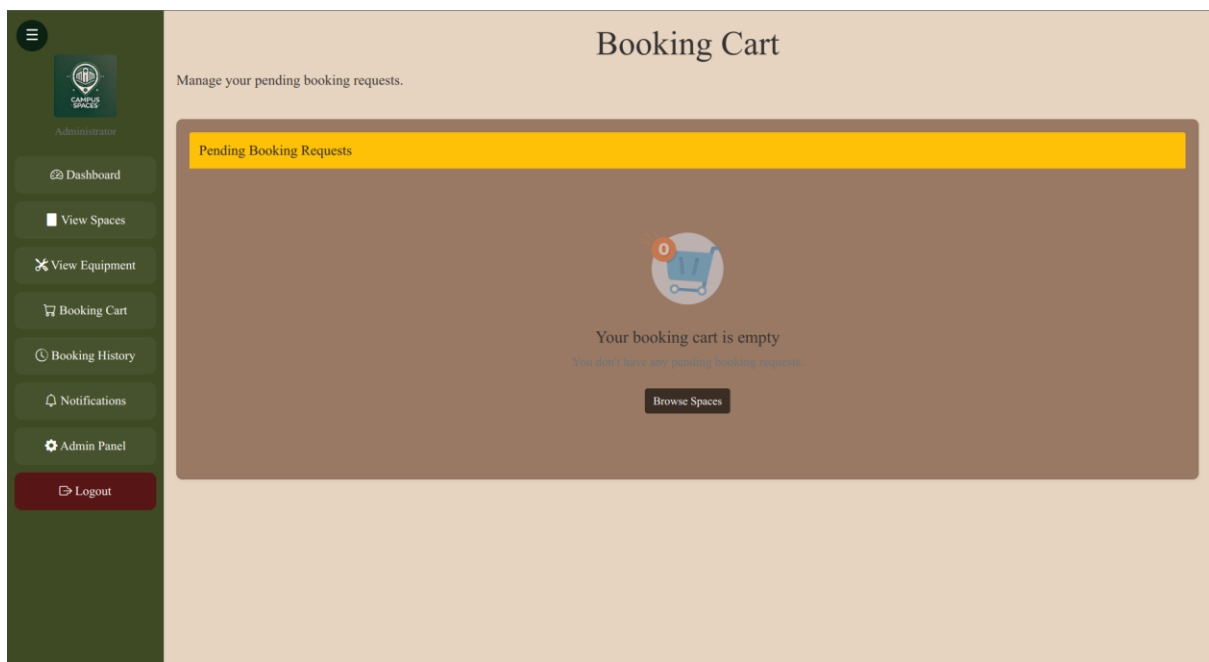 ☰
CAMPUS
SPACES
Administrator
Dashboard
View Spaces
View Equipment
Booking Cart
Booking History
Notifications
Admin Panel
Logout
Booking Cart
Manage your pending booking requests.
Pending Booking Requests
0
Your booking cart is empty
You don't have any pending booking requests.
Browse Spaces